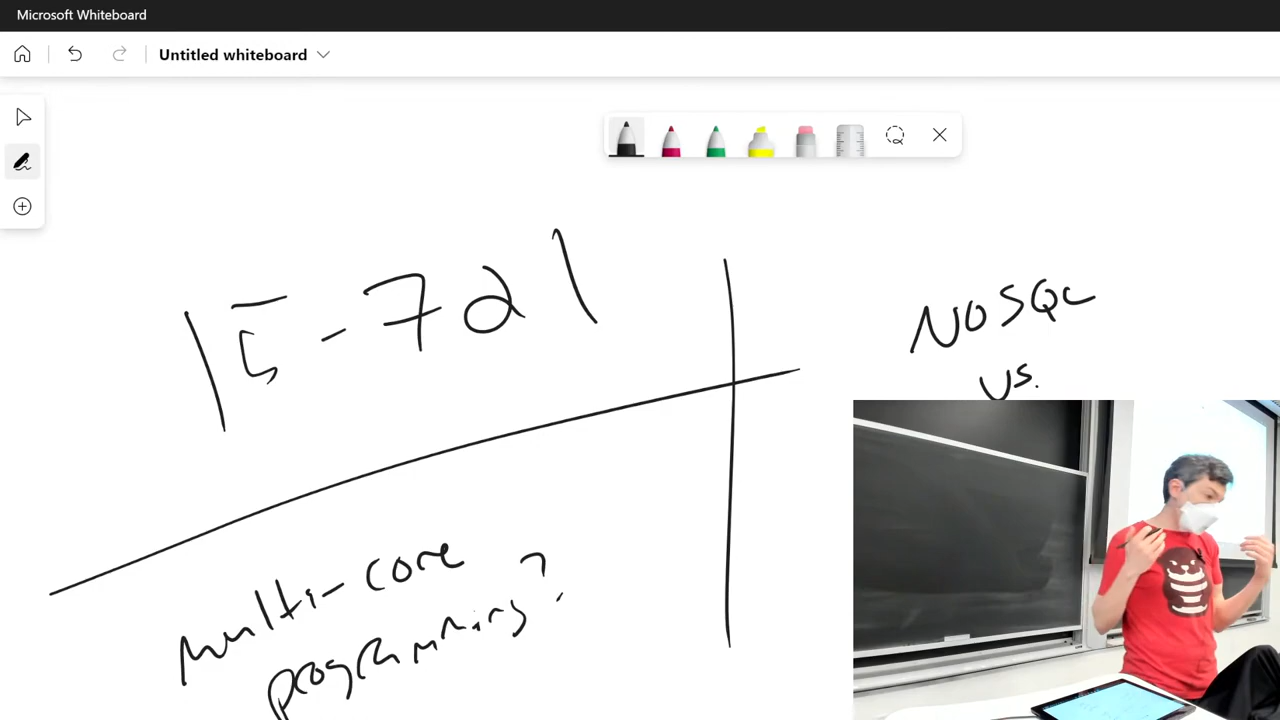 Microsoft Whiteboard
Untitled whiteboard
15-721
NOSQL
vs.
multi-core
programming?